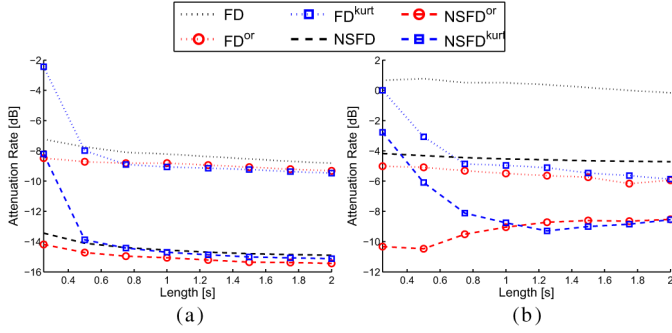 FD FD^kurt NSFD^or
FD^or NSFD NSFD^kurt
Attenuation Rate [dB]
−2
−4
−6
−8
−10
−12
−14
−16
0.4 0.6 0.8 1 1.2 1.4 1.6 1.8 2
Length [s]
(a)
Attenuation Rate [dB]
2
0
−2
−4
−6
−8
−10
−12
0.4 0.6 0.8 1 1.2 1.4 1.6 1.8 2
Length [s]
(b)